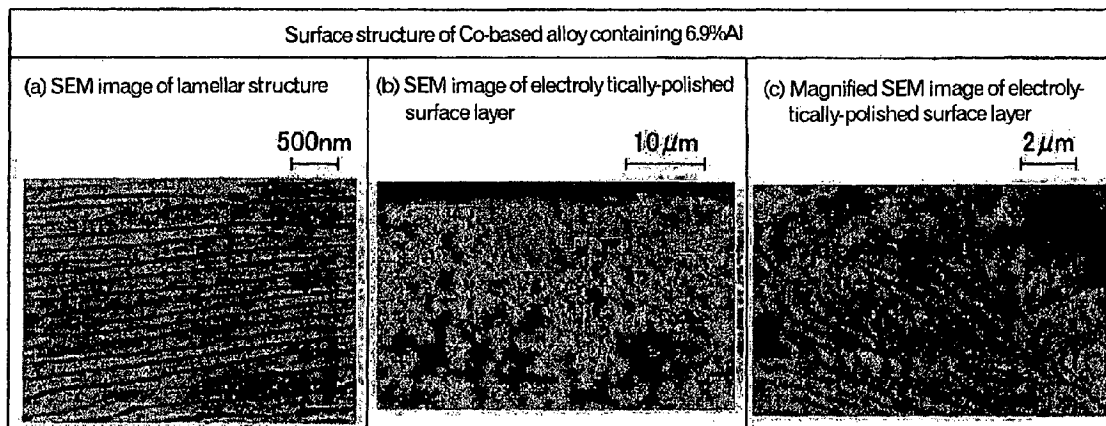 Surface structure of Co-based alloy containing 6.9%Al
(a) SEM image of lamellar structure
500nm
(b) SEM image of electroly tically-polished
surface layer
10μm
(c) Magnified SEM image of electroly-
tically-polished surface layer
2μm